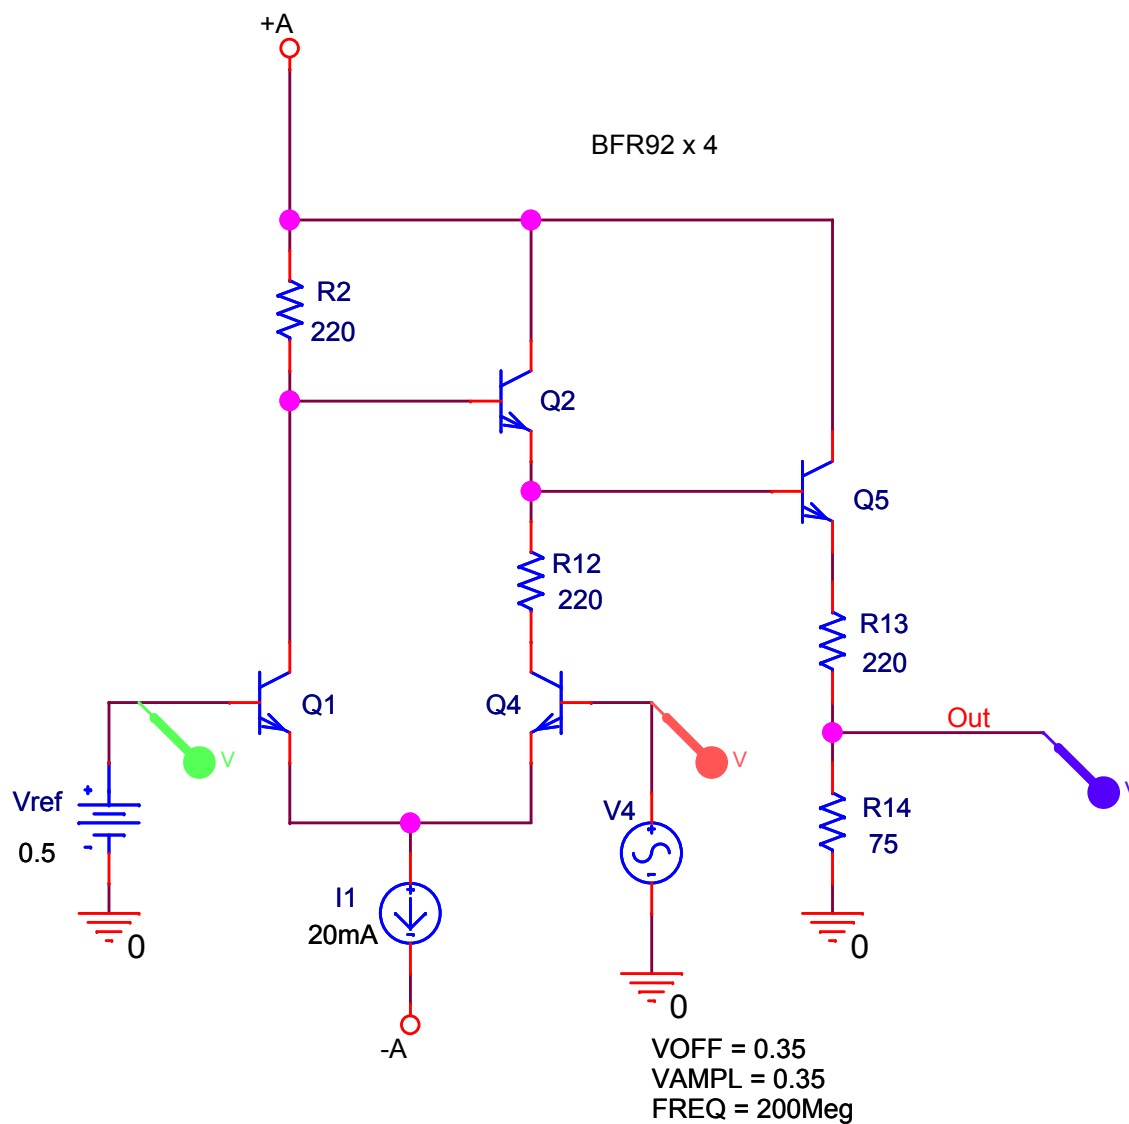 +A
BFR92 x 4
R2
220
Q2
Q5
R12
220
R13
220
Q1
Q4
Out
V
V
V
Vref
0.5
V4
R14
75
I1
20mA
0
0
0
-A
VOFF = 0.35
VAMPL = 0.35
FREQ = 200Meg